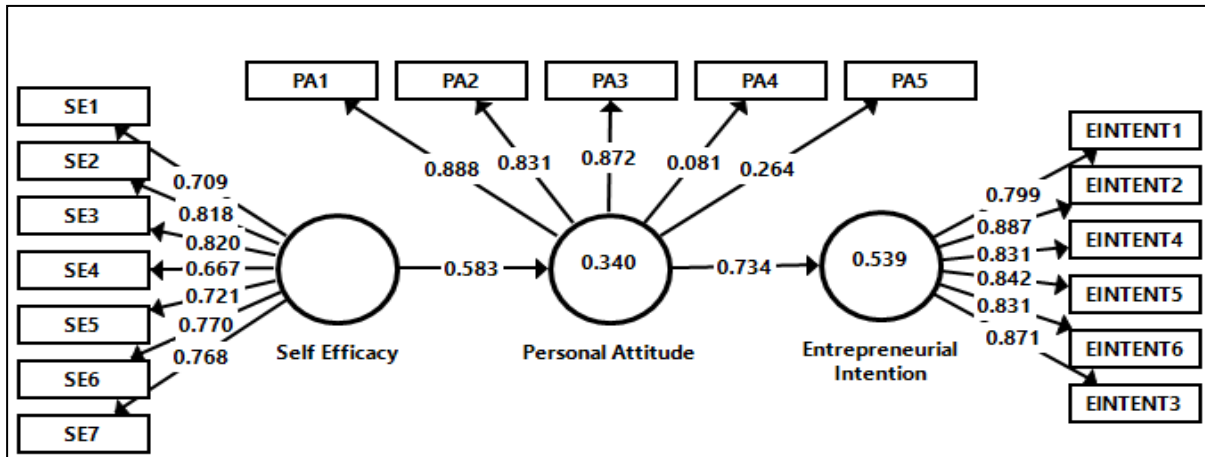 PA1
PA2
PA3
PA4
PA5
SE1
SE2
SE3
SE4
SE5
SE6
SE7
0.709
0.818
0.820
0.667
0.721
0.770
0.768
0.888
0.831
0.872
0.081
0.264
Self Efficacy
0.583
0.340
Personal Attitude
0.734
0.539
Entrepreneurial
Intention
0.799
0.887
0.831
0.842
0.831
0.871
EINTENT1
EINTENT2
EINTENT4
EINTENT5
EINTENT6
EINTENT3